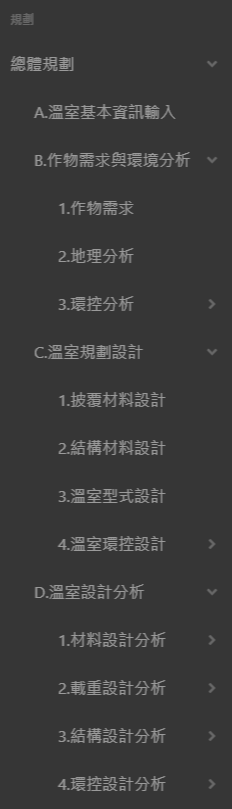 規劃
總體規劃
A.溫室基本資訊輸入
B.作物需求與環境分析
1.作物需求
2.地理分析
3.環控分析
C.溫室規劃設計
1.披覆材料設計
2.結構材料設計
3.溫室型式設計
4.溫室環控設計
D.溫室設計分析
1.材料設計分析
2.載重設計分析
3.結構設計分析
4.環控設計分析